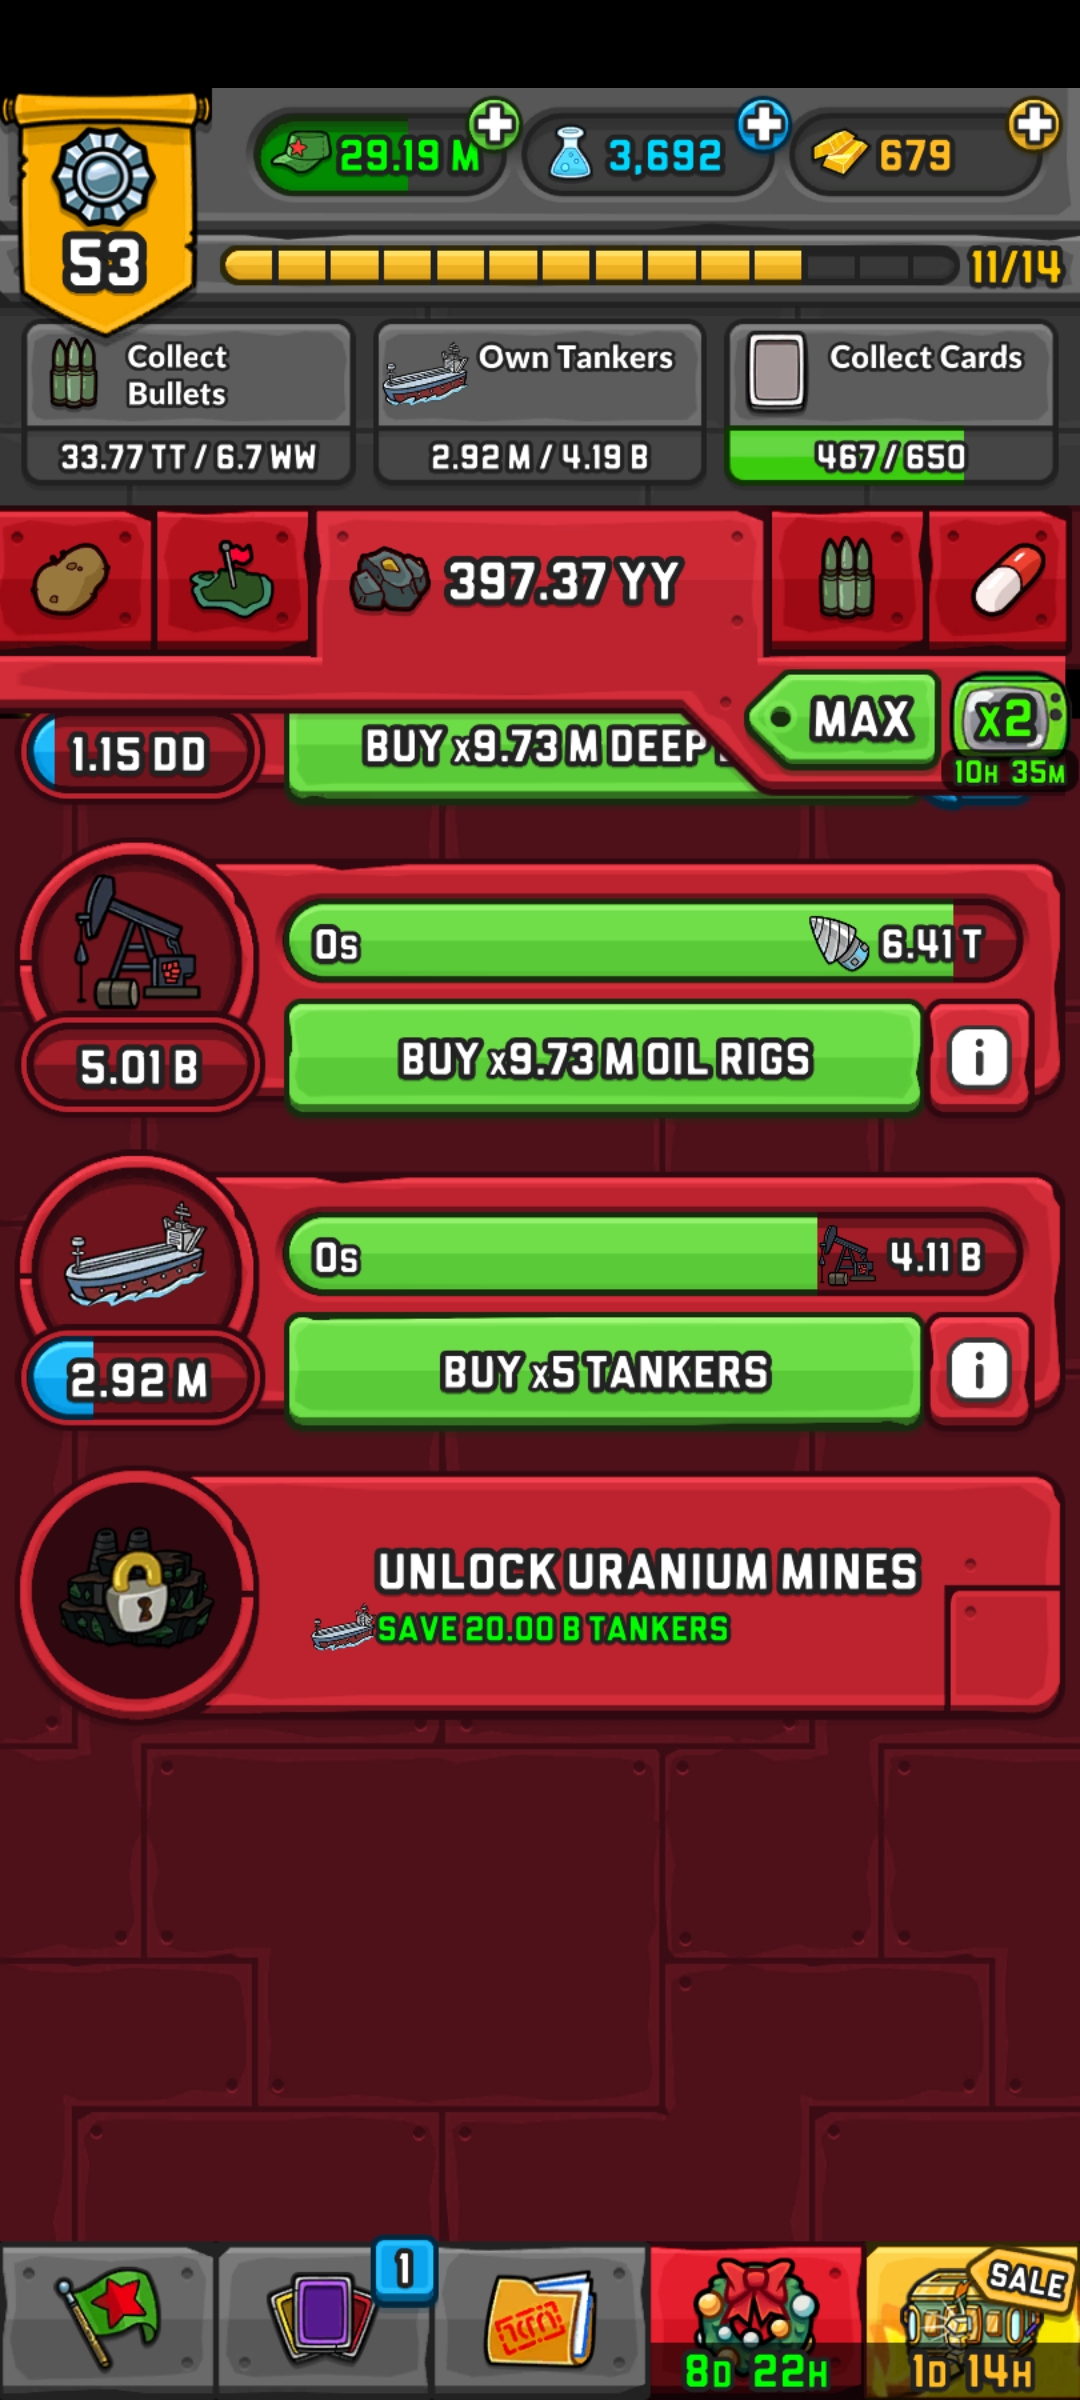 29.19 M
3,692
679
53
11/14
Collect
Bullets
33.77 TT / 6.7 WW
Own Tankers
2.92 M / 4.19 B
Collect Cards
467 / 650
397.37 YY
MAX
x2
10H 35M
1.15 DD
BUY x9.73 M DEEP
0s
6.41 T
5.01 B
BUY x9.73 M OIL RIGS
i
0s
4.11 B
2.92 M
BUY x5 TANKERS
i
UNLOCK URANIUM MINES
SAVE 20.00 B TANKERS
1
SALE
8D 22H
1D 14H